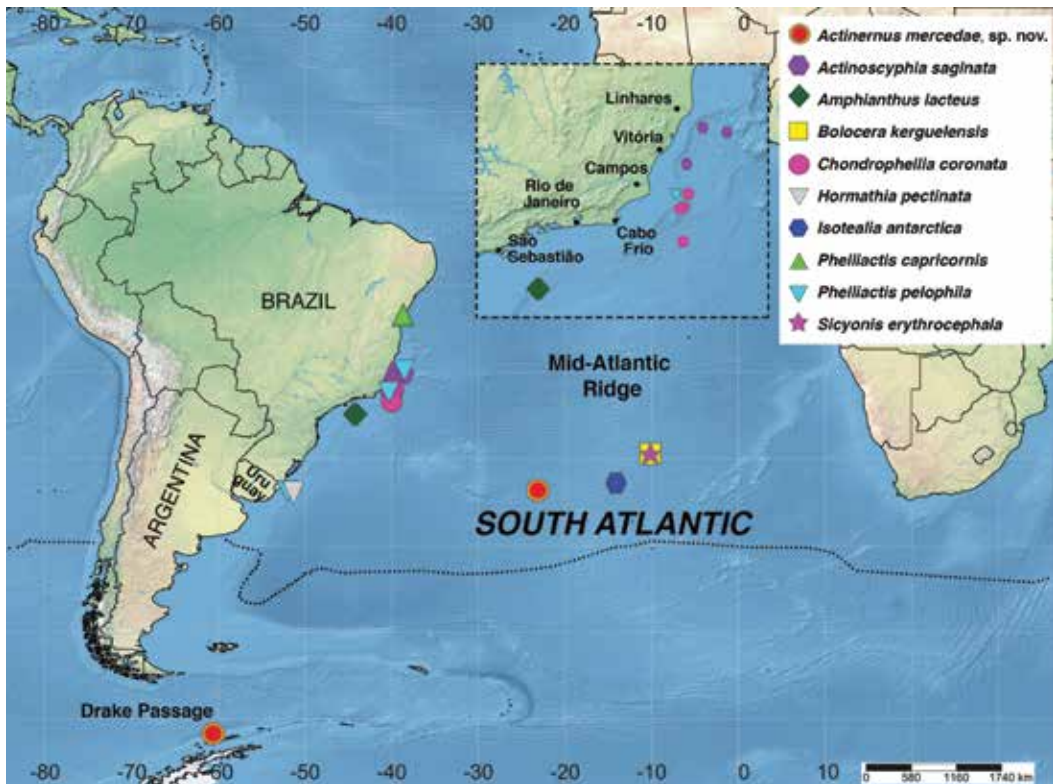 -80 -70 -60 -50 -40 -30 -20 -10 0 10 20
Actinernus mercedae, sp. nov.
Actinoscyphia saginata
Amphianthus lacteus
Bolocera kerguelensis
Chondrophellia coronata
Hormathia pectinata
Isotealia antarctica
Phelliactis capricornis
Phelliactis pelophila
Sicyonis erythrocephala
Linhares
Vitória
Campos
Rio de
Janeiro
Cabo
Frio
São
Sebastião
BRAZIL
Mid-Atlantic
Ridge
ARGENTINA
Uru
guay
SOUTH ATLANTIC
Drake Passage
-80 -70 -60 -50 -40 -30 -20 -10 0
0 580 1160 1740 km